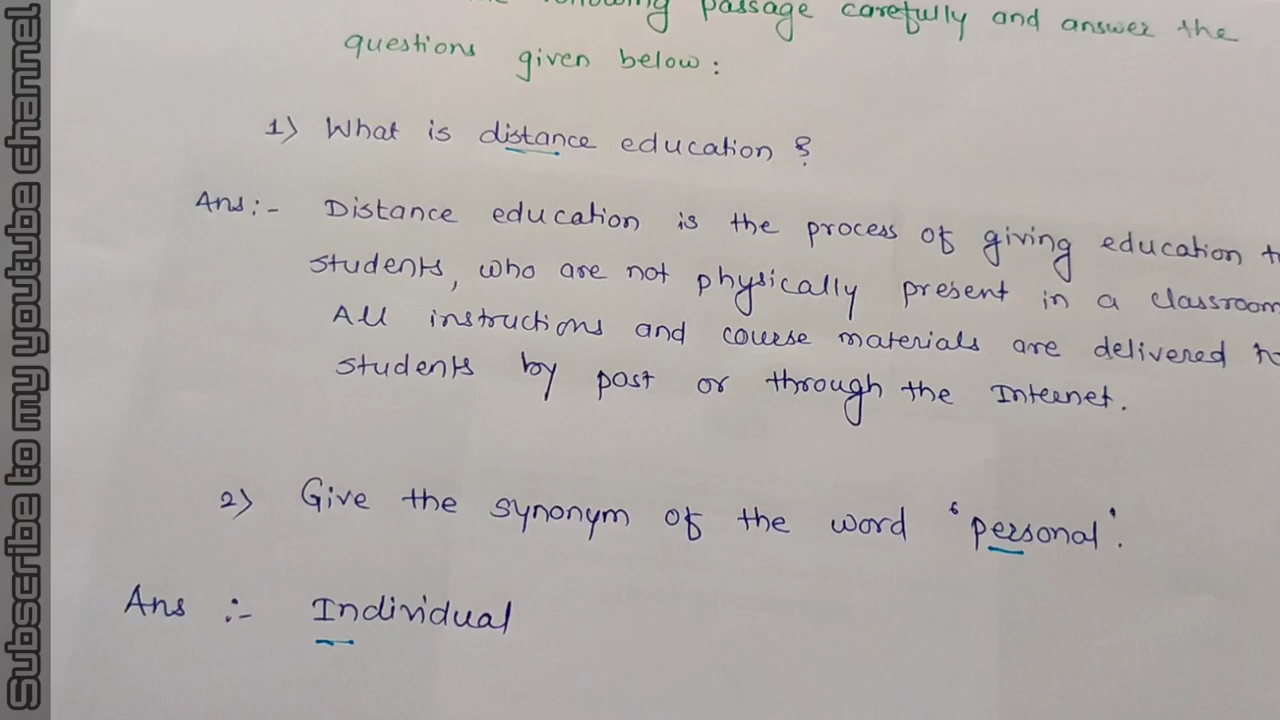 following passage carefully and answer the
questions given below:
1) What is distance education ?
Ans:- Distance education is the process of giving education
students, who are not physically present in a classroom
All instructions and course materials are delivered
students by post or through the Internet.
2) Give the synonym of the word 'personal'.
Ans :- Individual
Subscribe to my youtube channel